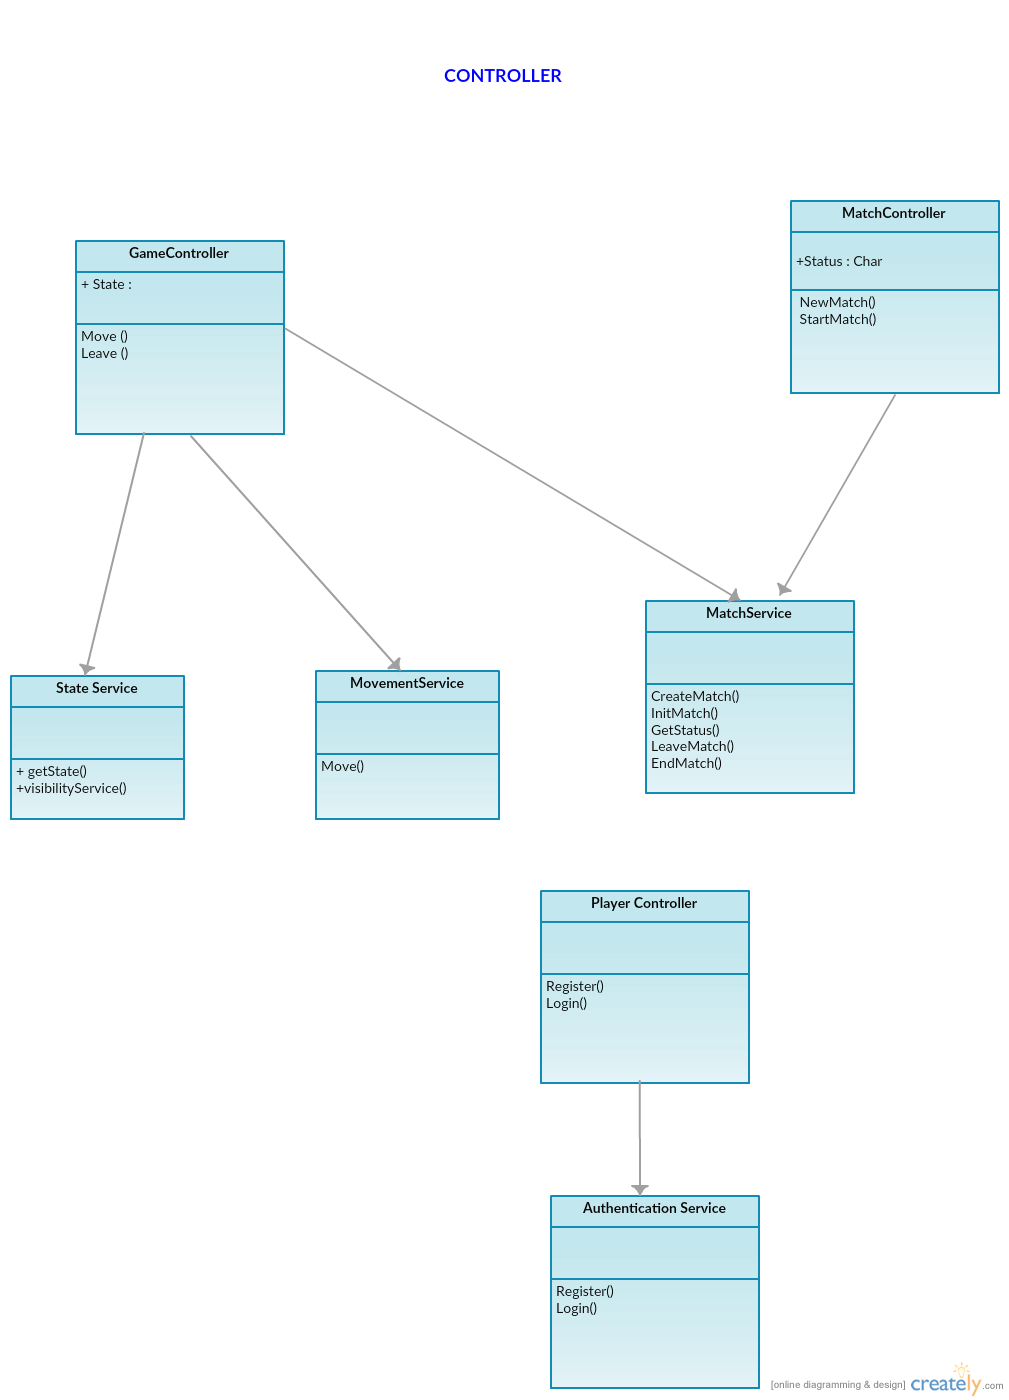 CONTROLLER
MatchController
+Status : Char
NewMatch()
StartMatch()
GameController
+ State :
Move ()
Leave ()
State Service
+ getState()
+visibilityService()
MovementService
Move()
MatchService
CreateMatch()
InitMatch()
GetStatus()
LeaveMatch()
EndMatch()
Player Controller
Register()
Login()
Authentication Service
Register()
Login()
[online diagramming & design] creately.com